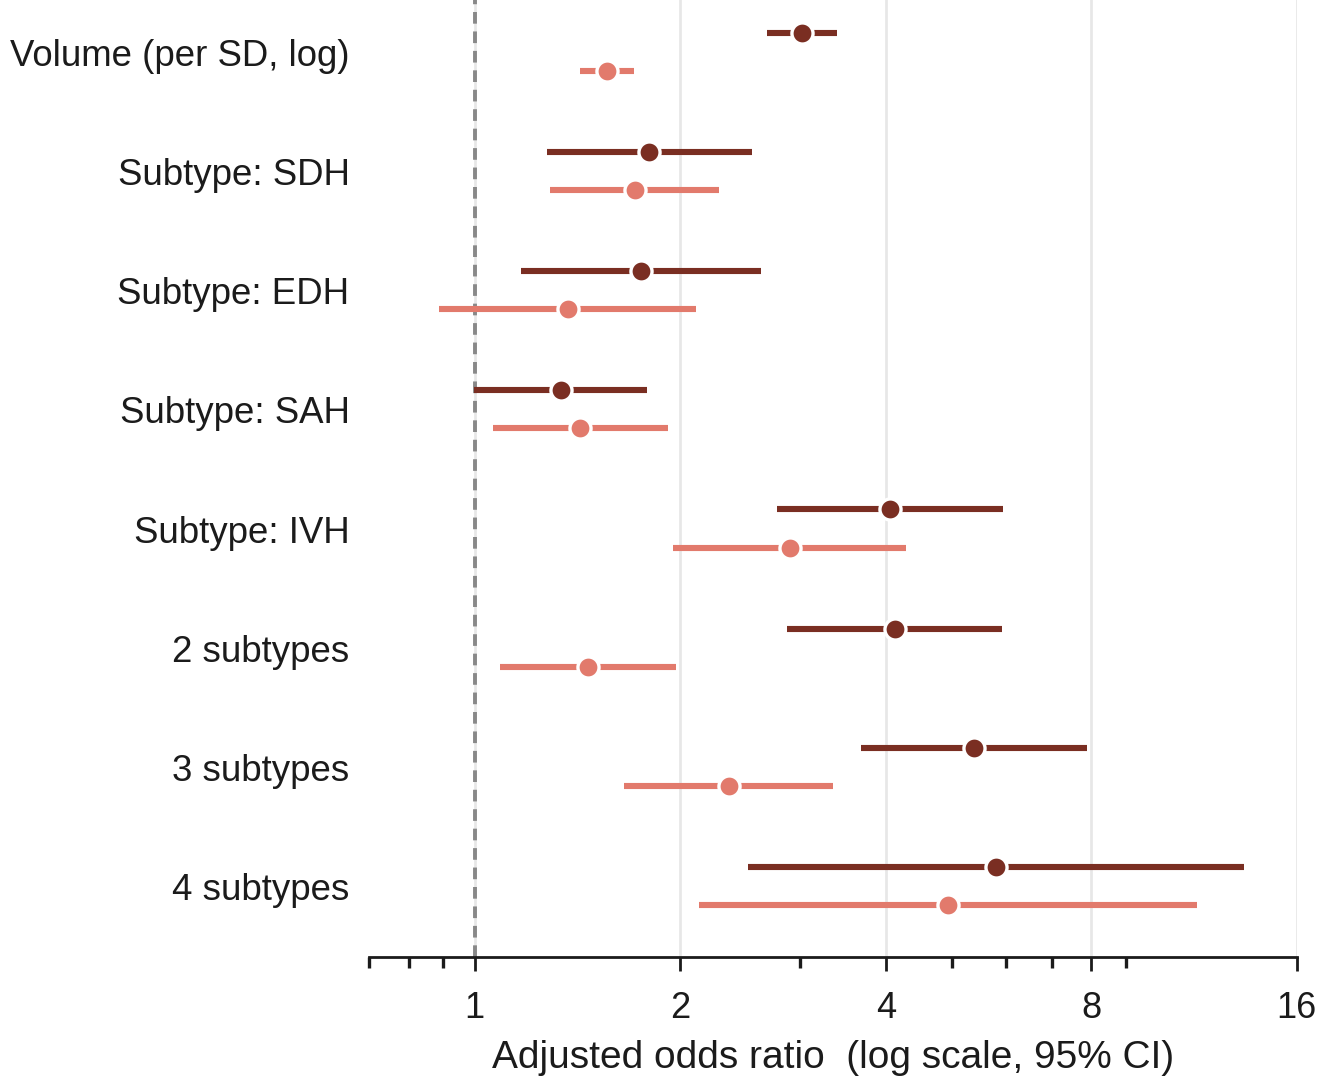 Volume (per SD, log)
Subtype: SDH
Subtype: EDH
Subtype: SAH
Subtype: IVH
2 subtypes
3 subtypes
4 subtypes
1 2 4 8 16
Adjusted odds ratio  (log scale, 95% CI)